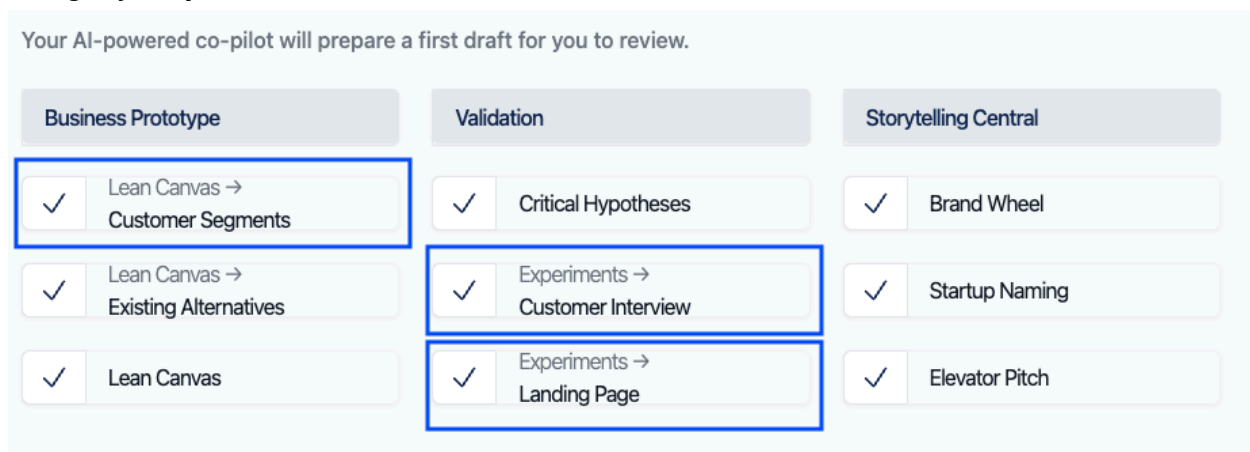 Your AI-powered co-pilot will prepare a first draft for you to review.
Business Prototype
Lean Canvas →
Customer Segments
Lean Canvas →
Existing Alternatives
Lean Canvas
Validation
Critical Hypotheses
Experiments →
Customer Interview
Experiments →
Landing Page
Storytelling Central
Brand Wheel
Startup Naming
Elevator Pitch